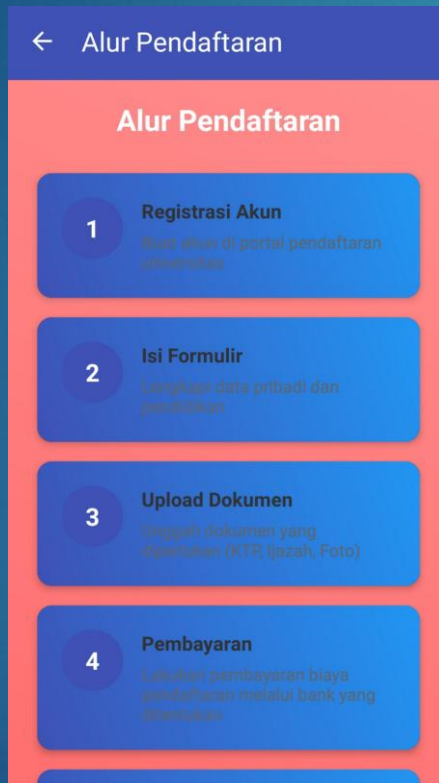 Alur Pendaftaran
Alur Pendaftaran
1
Registrasi Akun
Buat akun di portal pendaftaran
universitas
2
Isi Formulir
Lengkapi data pribadi dan
pendidikan
3
Upload Dokumen
Unggah dokumen yang
diperlukan (KTP, Ijazah, Foto)
4
Pembayaran
Lakukan pembayaran biaya
pendaftaran melalui bank yang
ditentukan